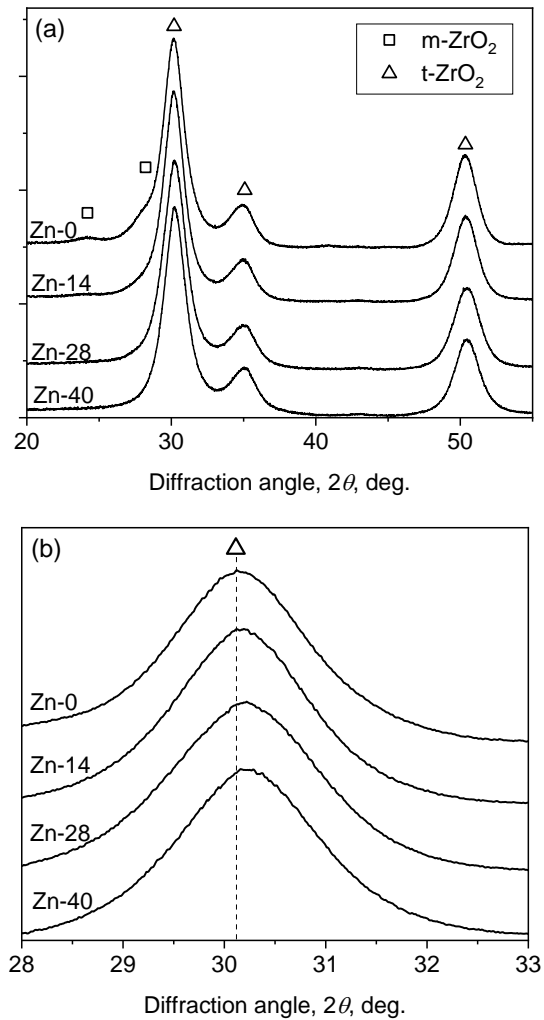 (a)
m-ZrO₂
t-ZrO₂
Zn-0
Zn-14
Zn-28
Zn-40
20 30 40 50
Diffraction angle, 2θ, deg.
(b)
Zn-0
Zn-14
Zn-28
Zn-40
28 29 30 31 32 33
Diffraction angle, 2θ, deg.